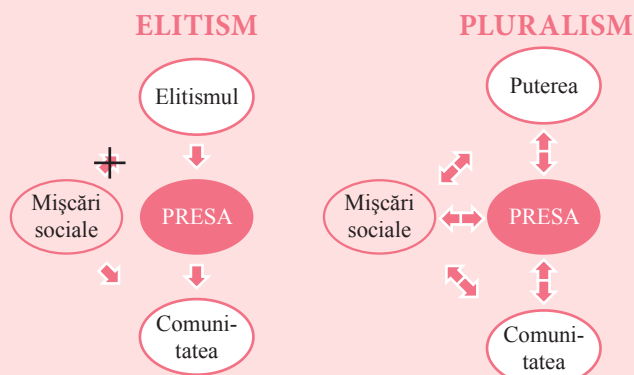 ELITISM
Elitismul
Mişcări
sociale
PRESA
Comuni-
tatea
PLURALISM
Puterea
Mişcări
sociale
PRESA
Comuni-
tatea